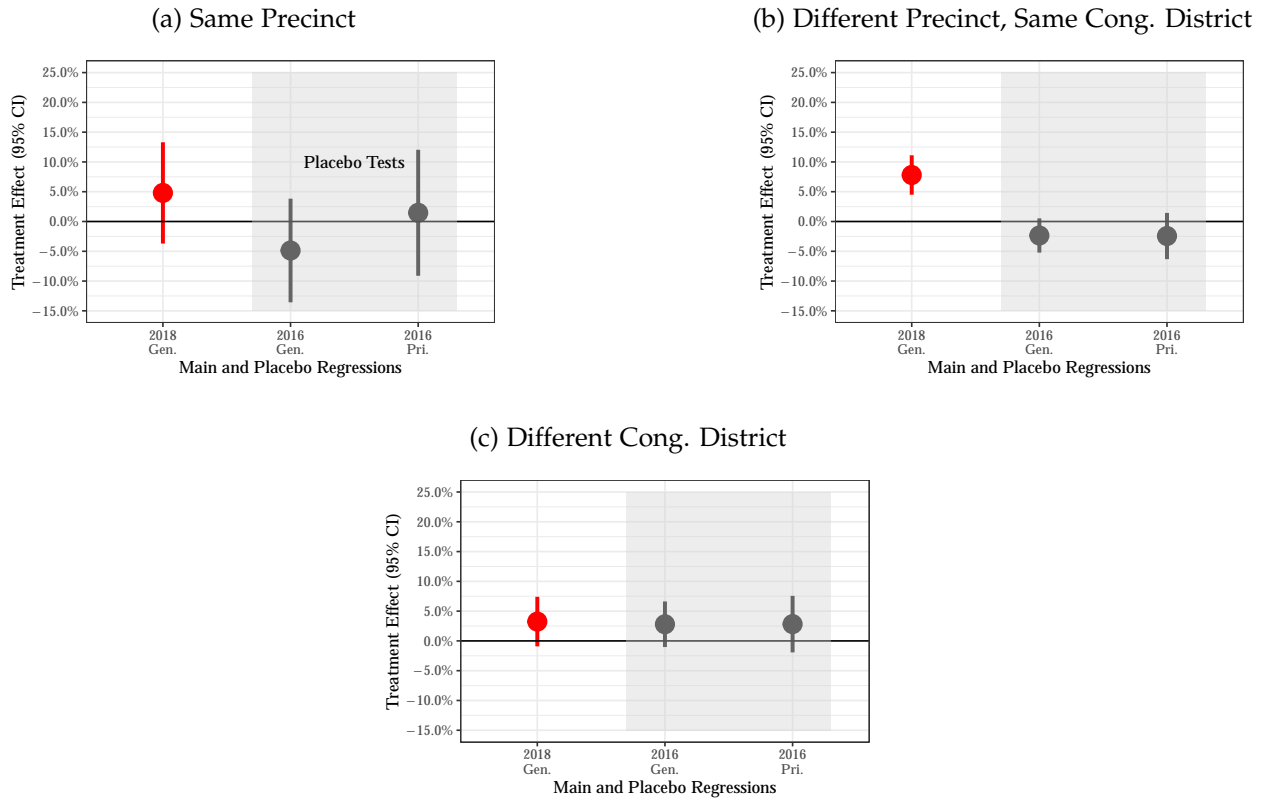 (a) Same Precinct
25.0%
20.0%
15.0%
10.0%
5.0%
0.0%
−5.0%
−10.0%
−15.0%
Treatment Effect (95% CI)
Placebo Tests
2018 Gen.
2016 Gen.
2016 Pri.
Main and Placebo Regressions
(b) Different Precinct, Same Cong. District
25.0%
20.0%
15.0%
10.0%
5.0%
0.0%
−5.0%
−10.0%
−15.0%
Treatment Effect (95% CI)
2018 Gen.
2016 Gen.
2016 Pri.
Main and Placebo Regressions
(c) Different Cong. District
25.0%
20.0%
15.0%
10.0%
5.0%
0.0%
−5.0%
−10.0%
−15.0%
Treatment Effect (95% CI)
2018 Gen.
2016 Gen.
2016 Pri.
Main and Placebo Regressions